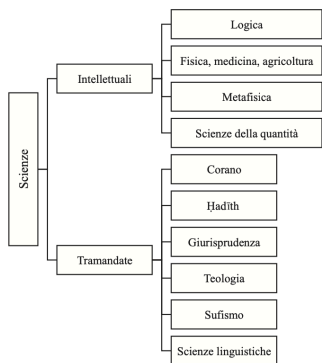 Scienze
Intellettuali
Logica
Fisica, medicina, agricoltura
Metafisica
Scienze della quantità
Tramandate
Corano
Ḥadīth
Giurisprudenza
Teologia
Sufismo
Scienze linguistiche